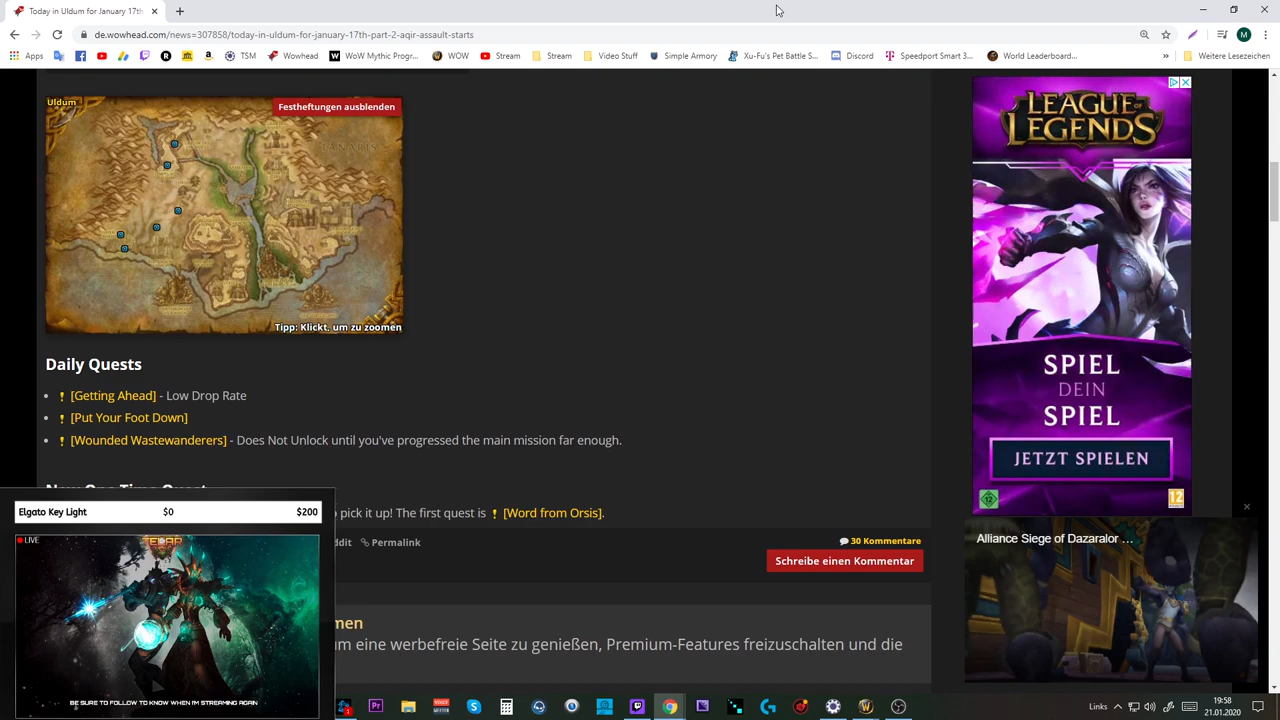 Today in Uldum for January 17th
de.wowhead.com/news=307858/today-in-uldum-for-january-17th-part-2-aqir-assault-starts
Apps TSM Wowhead WoW Mythic Progr... WOW Stream Stream Video Stuff Simple Armory Xu-Fu's Pet Battle S... Discord Speedport Smart 3... World Leaderboard... » Weitere Lesezeichen
Uldum
Festheftungen ausblenden
TANARIS
Tipp: Klickt, um zu zoomen
LEAGUE of LEGENDS
SPIEL
DEIN
SPIEL
JETZT SPIELEN
12
12
Daily Quests
! [Getting Ahead] - Low Drop Rate
! [Put Your Foot Down]
! [Wounded Wastewanderers] - Does Not Unlock until you've progressed the main mission far enough.
pick it up! The first quest is ! [Word from Orsis].
ddit Permalink
30 Kommentare
Schreibe einen Kommentar
men
um eine werbefreie Seite zu genießen, Premium-Features freizuschalten und die
Alliance Siege of Dazaralor ...
Elgato Key Light $0 $200
LIVE
BE SURE TO FOLLOW TO KNOW WHEN I'M STREAMING AGAIN
Links
19:58
21.01.2020